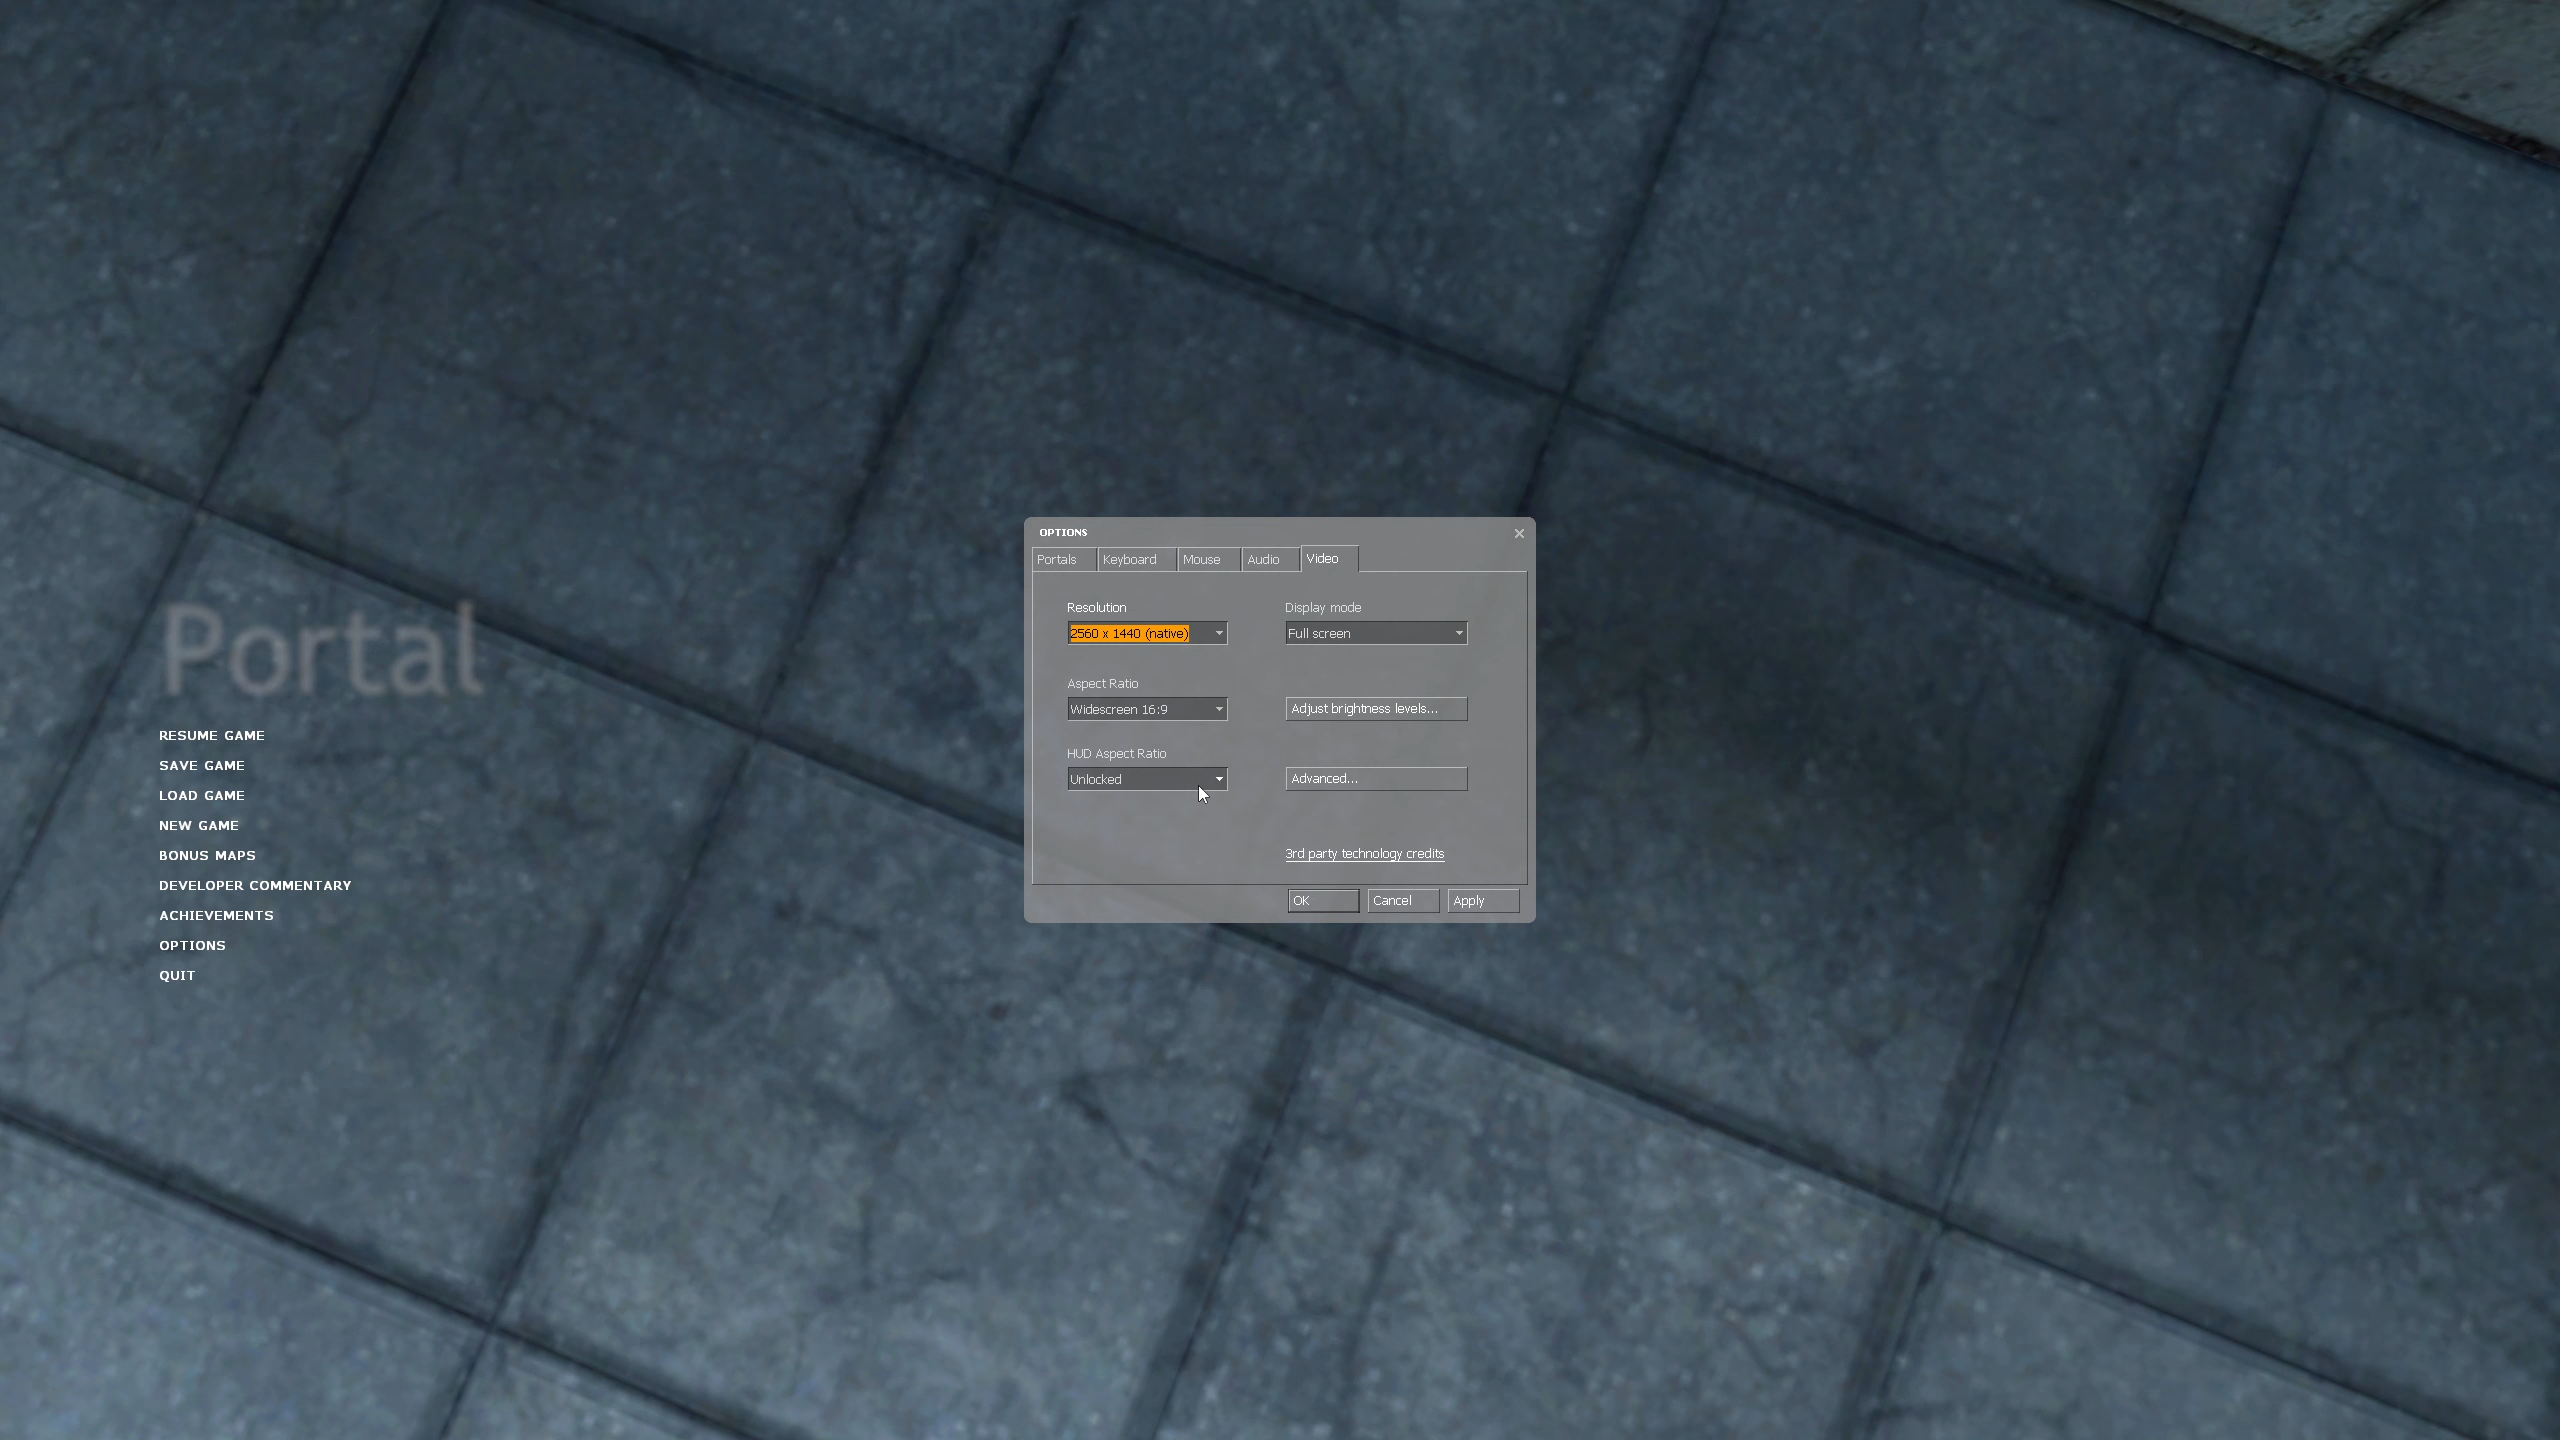 Portal
RESUME GAME
SAVE GAME
LOAD GAME
NEW GAME
BONUS MAPS
DEVELOPER COMMENTARY
ACHIEVEMENTS
OPTIONS
QUIT
OPTIONS
Portals Keyboard Mouse Audio Video
Resolution Display mode
2560 x 1440 (native) Full screen
Aspect Ratio
Widescreen 16:9 Adjust brightness levels...
HUD Aspect Ratio
Unlocked Advanced...
3rd party technology credits
OK Cancel Apply